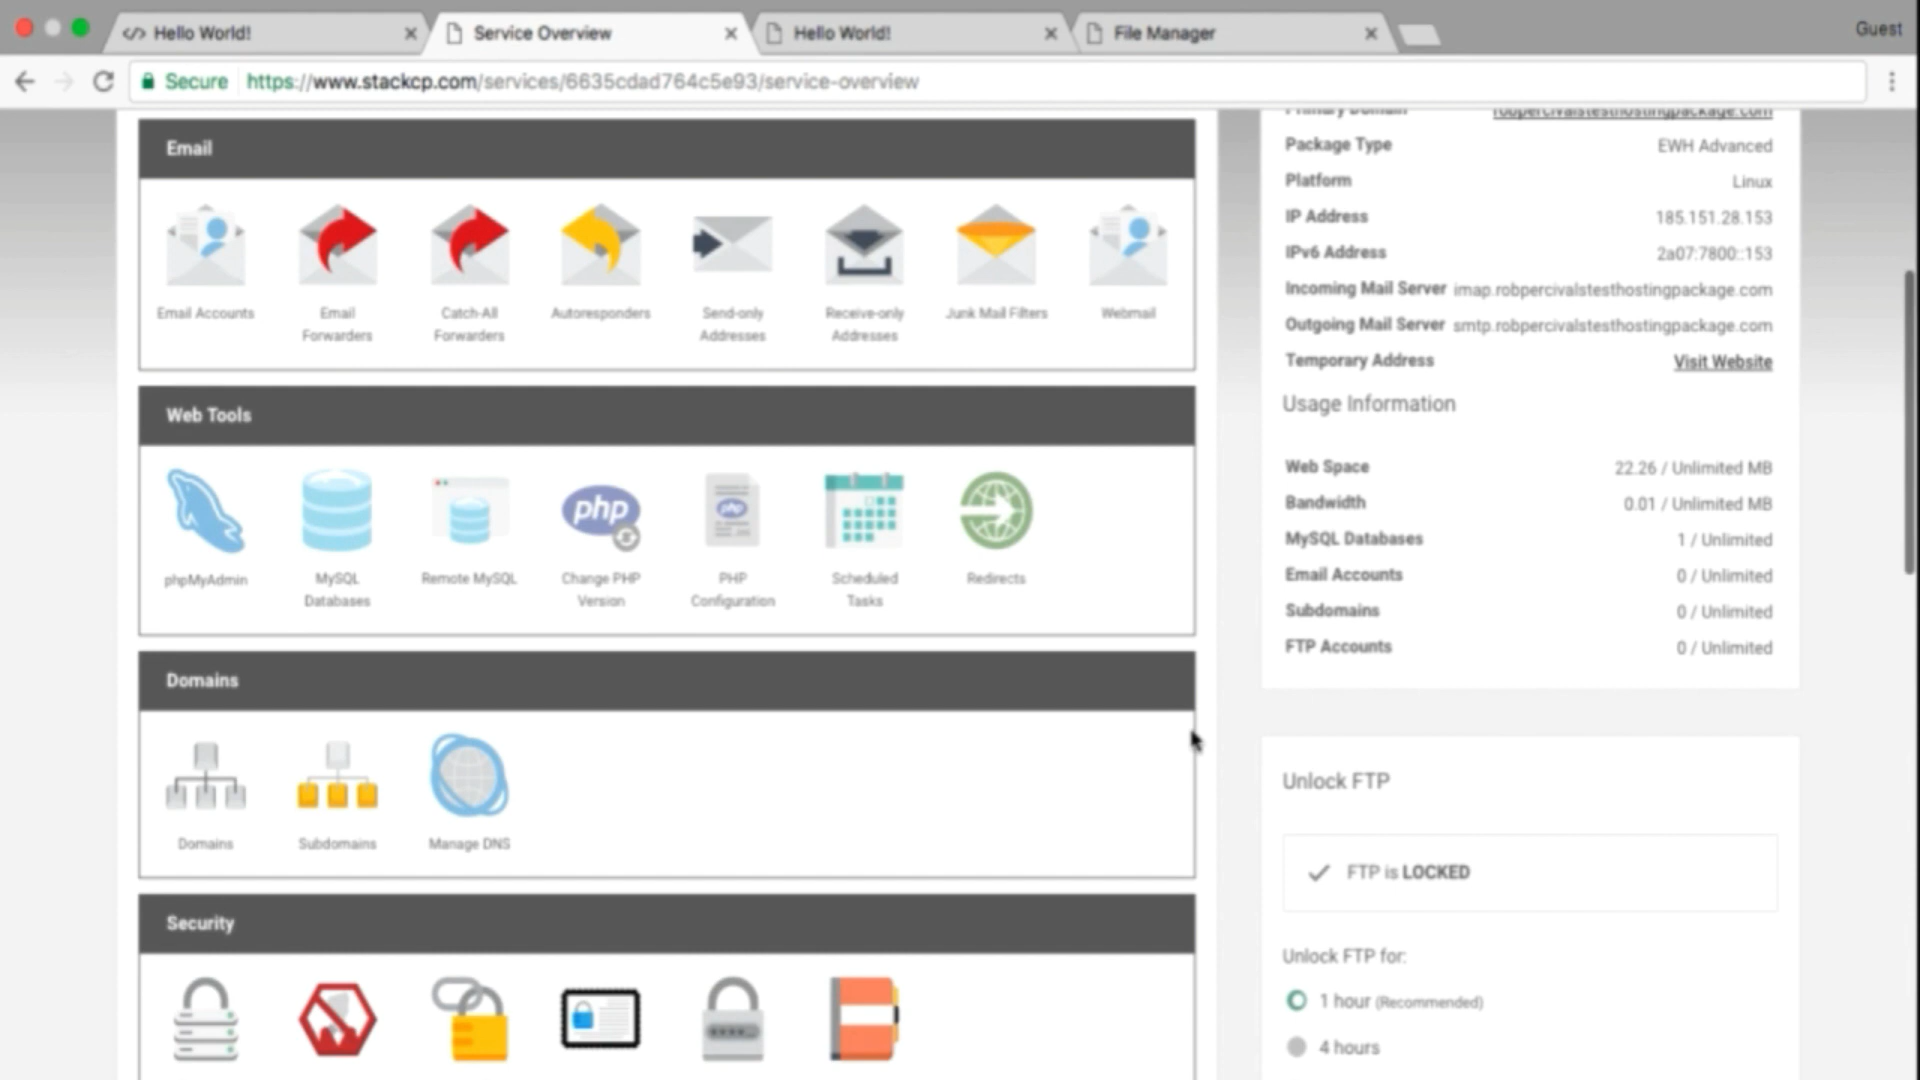 Hello World!
Service Overview
Hello World!
File Manager
Guest
Secure
https://www.stackcp.com/services/6635cdad764c5e93/service-overview
Email
Email Accounts
Email
Forwarders
Catch-All
Forwarders
Autoresponders
Send-only
Addresses
Receive-only
Addresses
Junk Mail Filters
Webmail
Web Tools
php
php
phpMyAdmin
MySQL
Databases
Remote MySQL
Change PHP
Version
PHP
Configuration
Scheduled
Tasks
Redirects
Domains
Domains
Subdomains
Manage DNS
Security
Primary Domain robpercivalstesthostingpackage.com
Package Type EWH Advanced
Platform Linux
IP Address 185.151.28.153
IPv6 Address 2a07:7800::153
Incoming Mail Server imap.robpercivalstesthostingpackage.com
Outgoing Mail Server smtp.robpercivalstesthostingpackage.com
Temporary Address Visit Website
Usage Information
Web Space 22.26 / Unlimited MB
Bandwidth 0.01 / Unlimited MB
MySQL Databases 1 / Unlimited
Email Accounts 0 / Unlimited
Subdomains 0 / Unlimited
FTP Accounts 0 / Unlimited
Unlock FTP
FTP is LOCKED
Unlock FTP for:
1 hour (Recommended)
4 hours